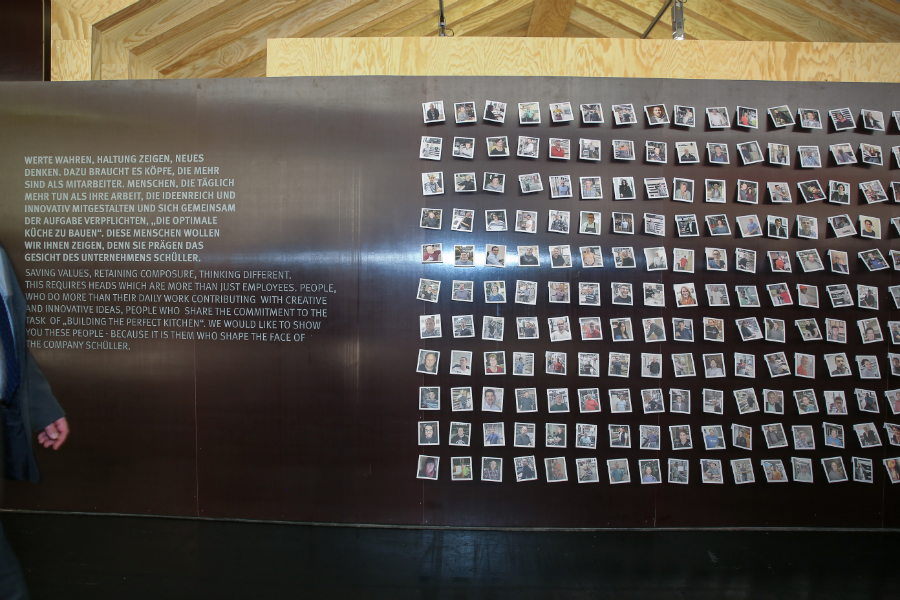 WERTE WAHREN, HALTUNG ZEIGEN, NEUES
DENKEN. DAZU BRAUCHT ES KÖPFE, DIE MEHR
SIND ALS MITARBEITER. MENSCHEN, DIE TÄGLICH
MEHR TUN ALS IHRE ARBEIT, DIE IDEENREICH UND
INNOVATIV MITGESTALTEN UND SICH GEMEINSAM
DER AUFGABE VERPFLICHTEN, „DIE OPTIMALE
KÜCHE ZU BAUEN“. DIESE MENSCHEN WOLLEN
WIR IHNEN ZEIGEN, DENN SIE PRÄGEN DAS
GESICHT DES UNTERNEHMENS SCHÜLLER.
SAVING VALUES, RETAINING COMPOSURE, THINKING DIFFERENT.
THIS REQUIRES HEADS WHICH ARE MORE THAN JUST EMPLOYEES. PEOPLE,
WHO DO MORE THAN THEIR DAILY WORK CONTRIBUTING WITH CREATIVE
AND INNOVATIVE IDEAS, PEOPLE WHO SHARE THE COMMITMENT TO THE
TASK OF „BUILDING THE PERFECT KITCHEN“. WE WOULD LIKE TO SHOW
YOU THESE PEOPLE - BECAUSE IT IS THEM WHO SHAPE THE FACE OF
THE COMPANY SCHÜLLER.